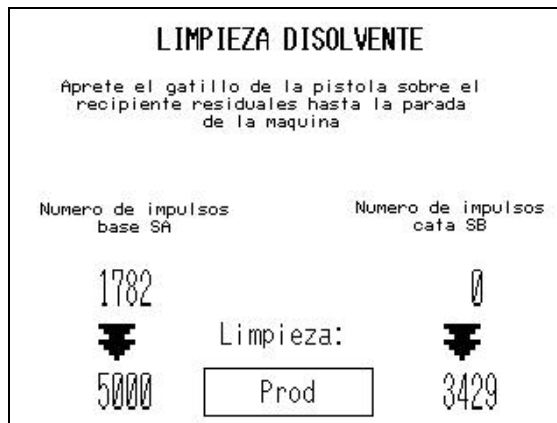 LIMPIEZA DISOLVENTE
Aprete el gatillo de la pistola sobre el
recipiente residuales hasta la parada
de la maquina
Numero de impulsos
base SA
Numero de impulsos
cata SB
1782
0
Limpieza:
5000
Prod
3429